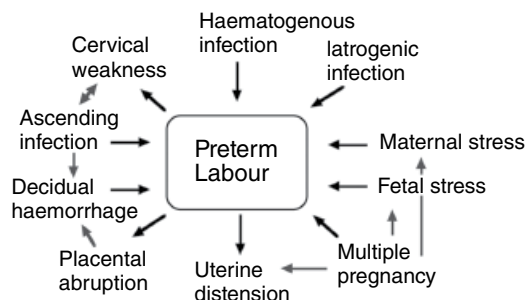 Haematogenous
infection
Cervical
weakness
Iatrogenic
infection
Ascending
infection
Preterm
Labour
Maternal stress
Decidual
haemorrhage
Fetal stress
Placental
abruption
Uterine
distension
Multiple
pregnancy